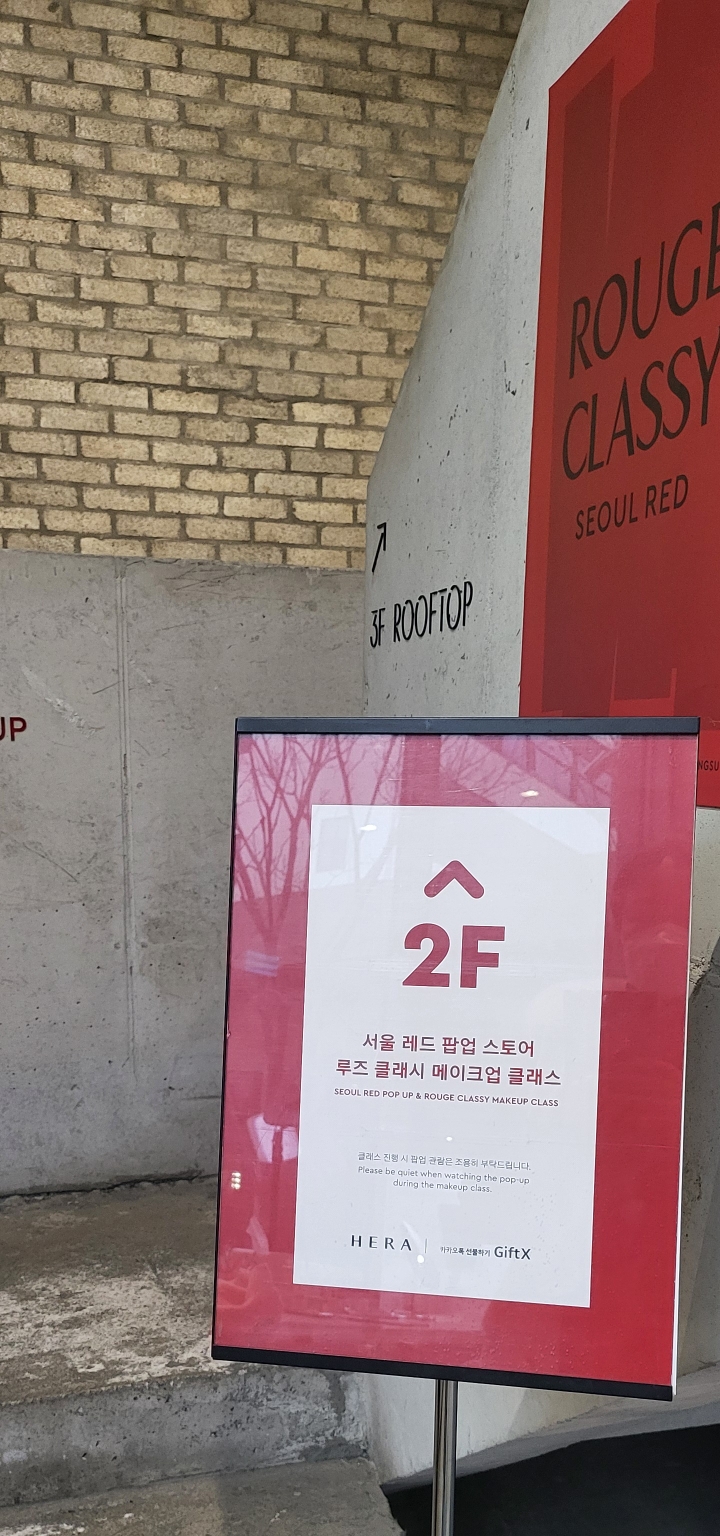 ROUGE
CLASSY
SEOUL RED
3F ROOFTOP
UP
2F
서울 레드 팝업 스토어
루즈 클래시 메이크업 클래스
SEOUL RED POP UP & ROUGE CLASSY MAKEUP CLASS
클래스 진행 시 팝업 관람은 조용히 부탁드립니다.
Please be quiet when watching the pop-up
during the makeup class.
HERA | 카카오톡 선물하기 GiftX